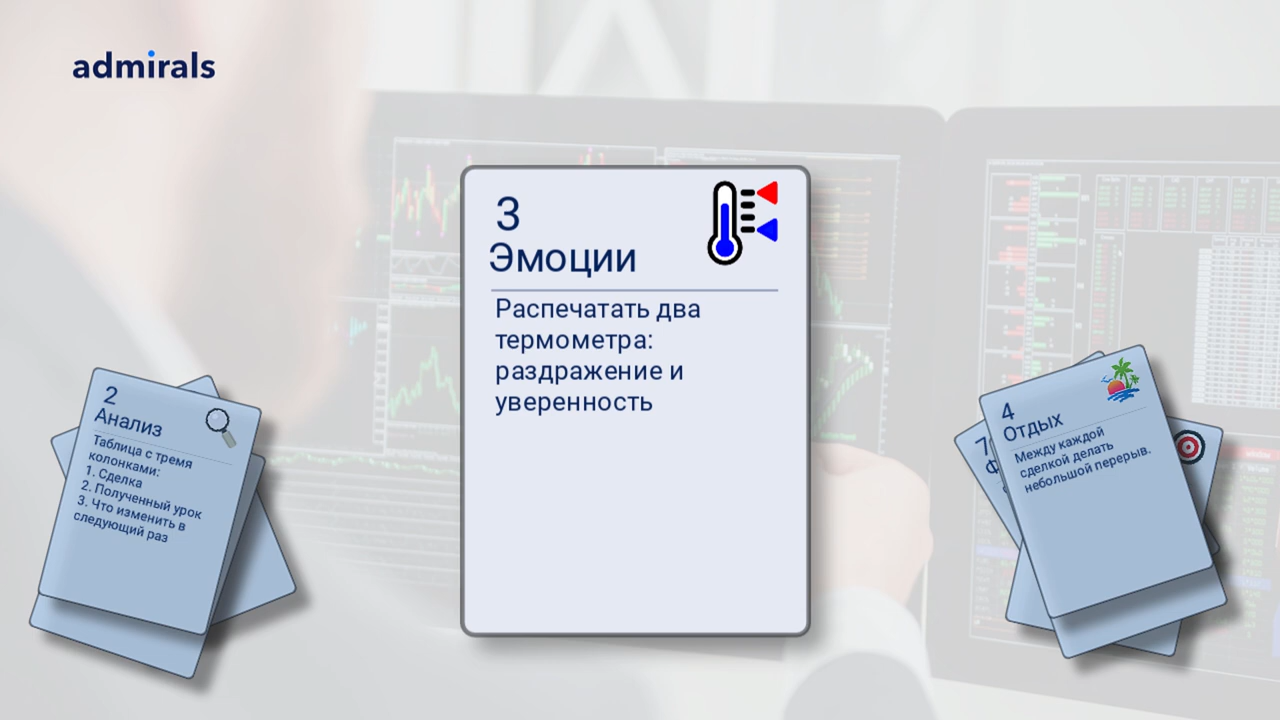 admirals
3
Эмоции
Распечатать два
термометра:
раздражение и
уверенность
2
Анализ
Таблица с тремя
колонками:
1. Сделка
2. Полученный урок
3. Что изменить в
следующий раз
4
Отдых
Между каждой
сделкой делать
небольшой перерыв.
7